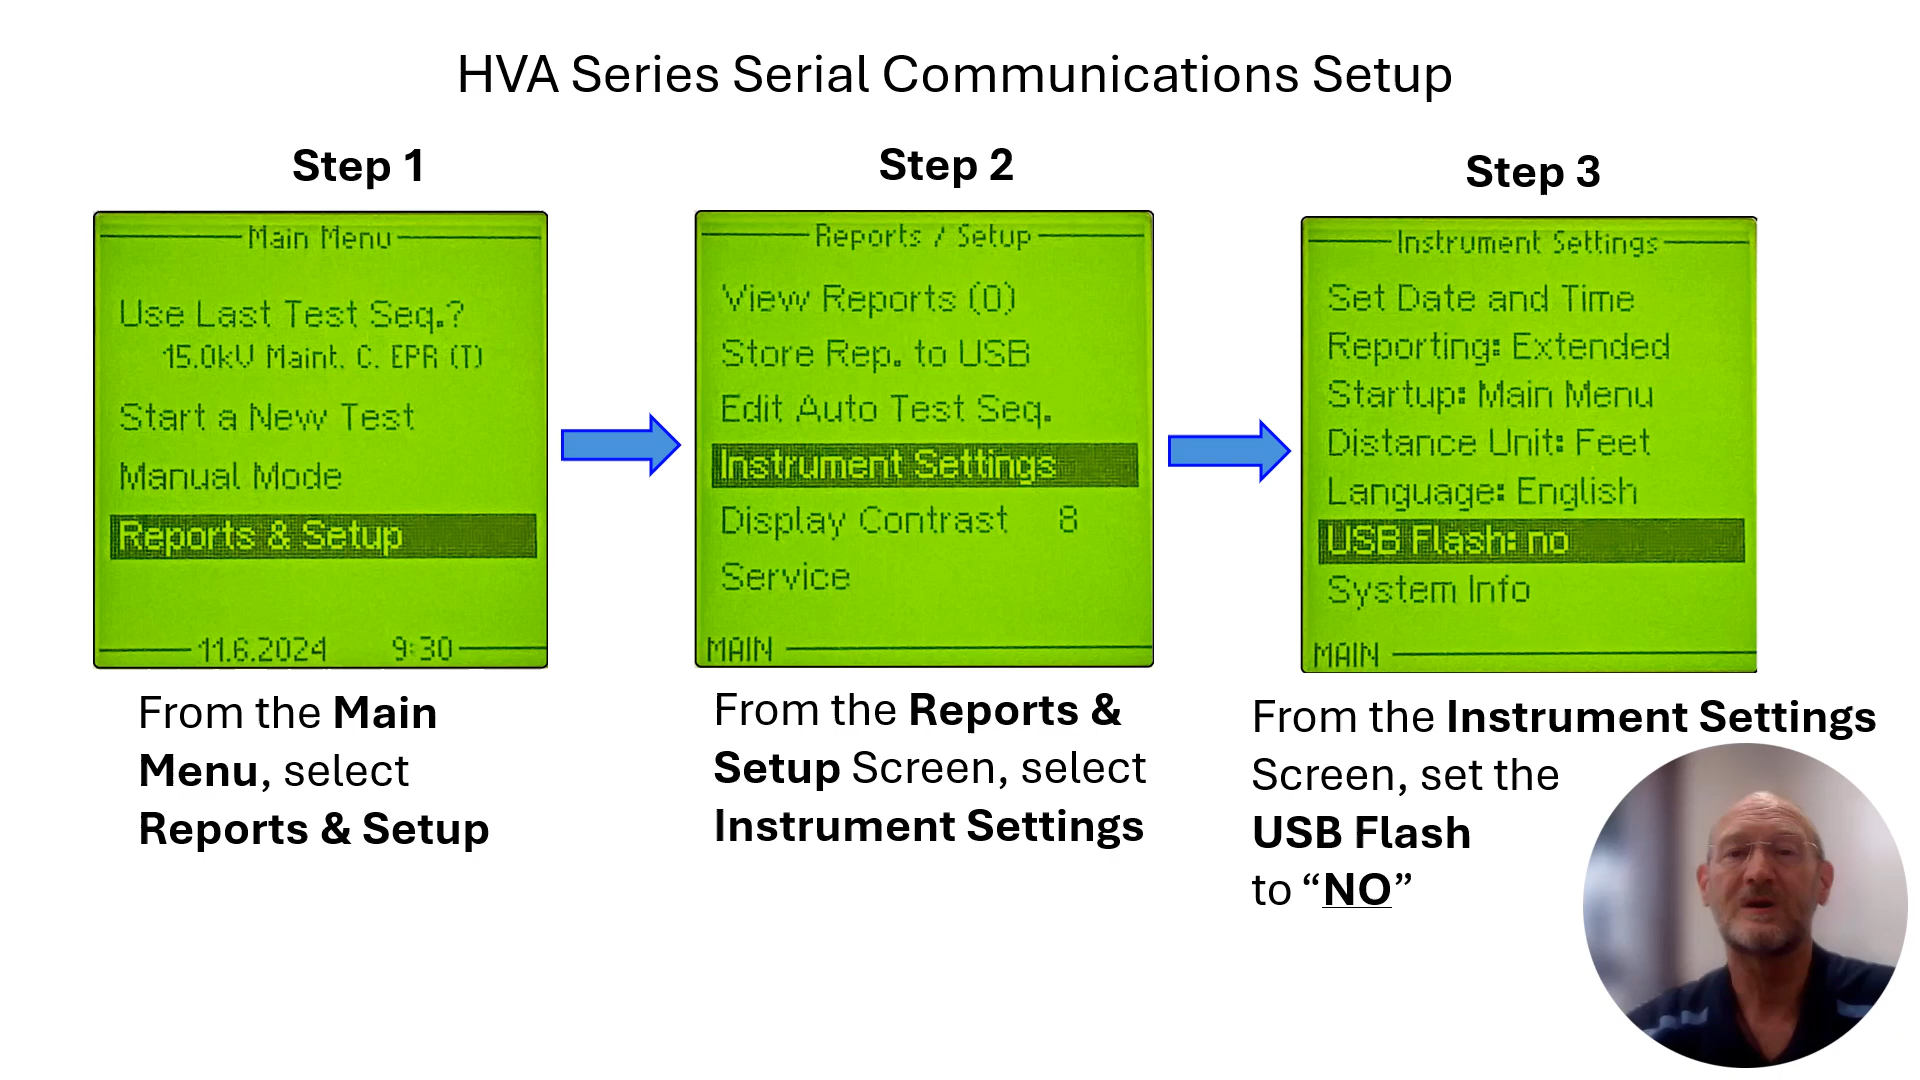 HVA Series Serial Communications Setup
Step 1
Main Menu
Use Last Test Seq.?
15.0kV Maint. C. EPR (T)
Start a New Test
Manual Mode
Reports & Setup
11.6.2024 9:30
From the Main
Menu, select
Reports & Setup
Step 2
Reports / Setup
View Reports (0)
Store Rep. to USB
Edit Auto Test Seq.
Instrument Settings
Display Contrast 8
Service
MAIN
From the Reports &
Setup Screen, select
Instrument Settings
Step 3
Instrument Settings
Set Date and Time
Reporting: Extended
Startup: Main Menu
Distance Unit: Feet
Language: English
USB Flash: no
System Info
MAIN
From the Instrument Settings
Screen, set the
USB Flash
to “NO”